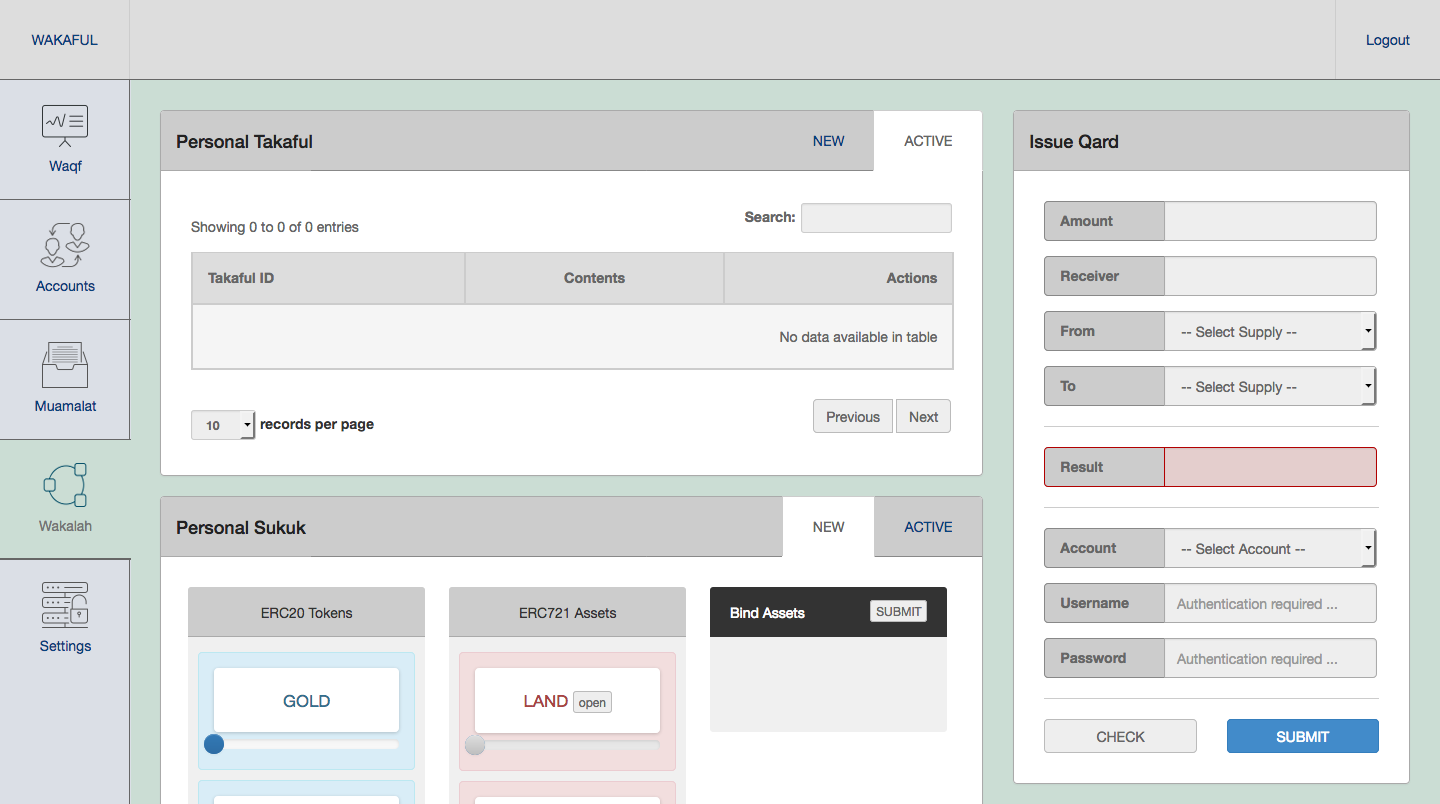 WAKAFUL
Logout
Waqf
Accounts
Muamalat
Wakalah
Settings
Personal Takaful NEW ACTIVE
Showing 0 to 0 of 0 entries Search:
Takaful ID Contents Actions
No data available in table
10 records per page Previous Next
Personal Sukuk NEW ACTIVE
ERC20 Tokens ERC721 Assets Bind Assets SUBMIT
GOLD LAND open
Issue Qard
Amount
Receiver
From -- Select Supply --
To -- Select Supply --
Result
Account -- Select Account --
Username Authentication required ...
Password Authentication required ...
CHECK SUBMIT